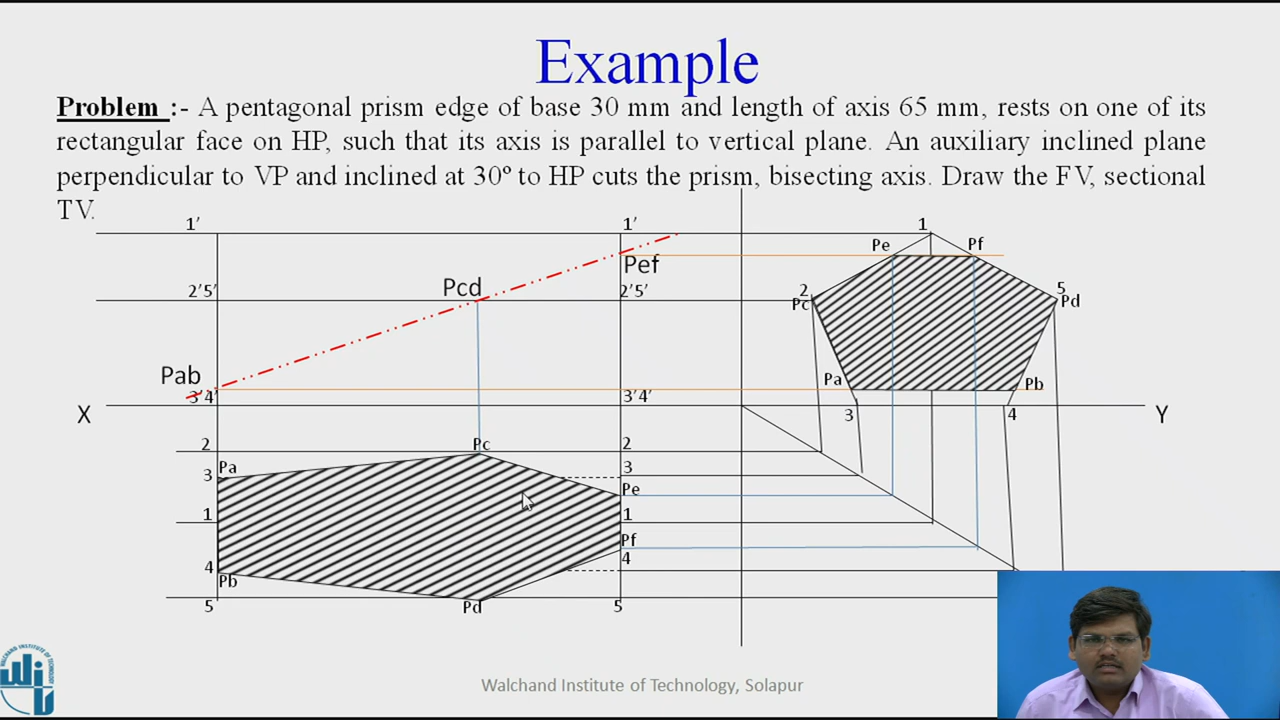 Example
Problem :- A pentagonal prism edge of base 30 mm and length of axis 65 mm, rests on one of its
rectangular face on HP, such that its axis is parallel to vertical plane. An auxiliary inclined plane
perpendicular to VP and inclined at 30º to HP cuts the prism, bisecting axis. Draw the FV, sectional
TV.
1' 1' 1
Pe Pf
Pef
Pcd
2'5' 2'5' 2 5
Pc Pd
Pab
Pa Pb
3'4' 3'4'
X 3 4 Y
2 Pc 2
3 Pa 3
Pe
1 1
Pf
4 4
Pb
5 Pd 5
WALCHAND INSTITUTE OF TECHNOLOGY
Walchand Institute of Technology, Solapur